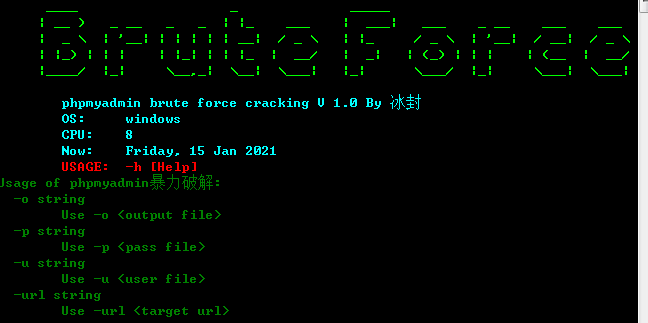 Brute Force
phpmyadmin brute force cracking V 1.0 By 冰封
OS: windows
CPU: 8
Now: Friday, 15 Jan 2021
USAGE: -h [Help]
Usage of phpmyadmin暴力破解:
-o string
Use -o <output file>
-p string
Use -p <pass file>
-u string
Use -u <user file>
-url string
Use -url <target url>